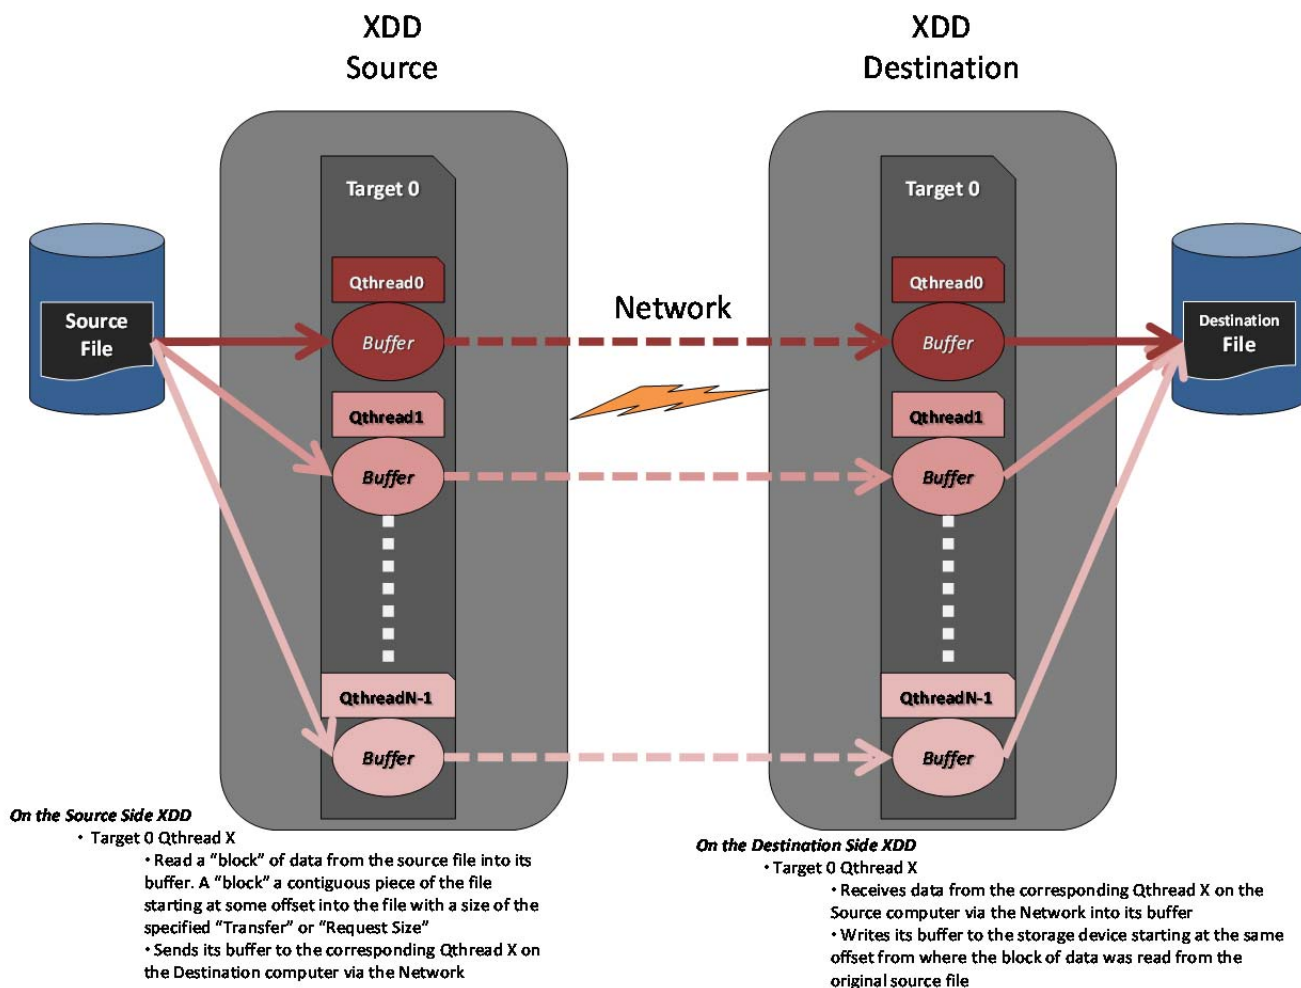 XDD
Source
XDD
Destination
Target 0
Target 0
Qthread0
Qthread0
Network
Source
File
Buffer
Buffer
Destination
File
Qthread1
Qthread1
Buffer
Buffer
QthreadN-1
QthreadN-1
Buffer
Buffer
On the Source Side XDD
• Target 0 Qthread X
• Read a “block” of data from the source file into its
buffer. A “block” a contiguous piece of the file
starting at some offset into the file with a size of the
specified “Transfer” or “Request Size”
• Sends its buffer to the corresponding Qthread X on
the Destination computer via the Network
On the Destination Side XDD
• Target 0 Qthread X
• Receives data from the corresponding Qthread X on the
Source computer via the Network into its buffer
• Writes its buffer to the storage device starting at the same
offset from where the block of data was read from the
original source file